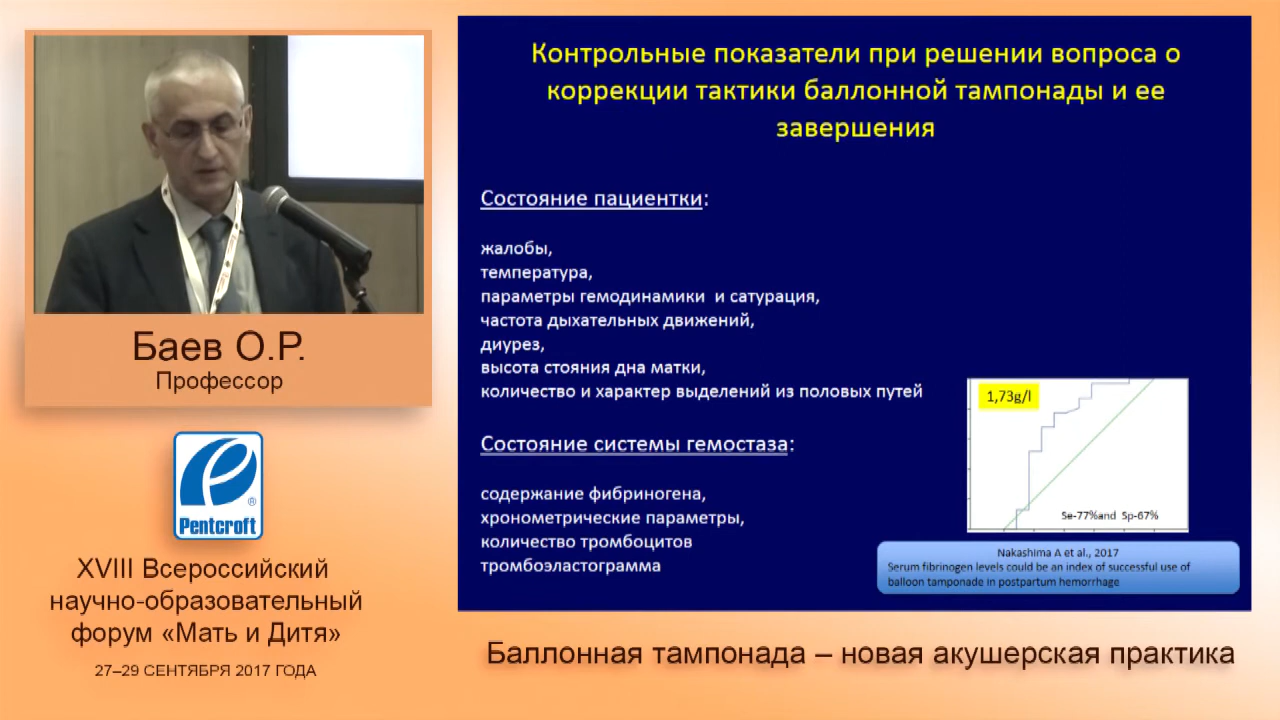 Контрольные показатели при решении вопроса о
коррекции тактики баллонной тампонады и ее
завершения
Состояние пациентки:
жалобы,
температура,
параметры гемодинамики и сатурация,
частота дыхательных движений,
диурез,
высота стояния дна матки,
количество и характер выделений из половых путей
Состояние системы гемостаза:
содержание фибриногена,
хронометрические параметры,
количество тромбоцитов
тромбоэластограмма
1,73g/l
Se-77%and Sp-67%
Nakashima A et al., 2017
Serum fibrinogen levels could be an index of successful use of
balloon tamponade in postpartum hemorrhage
Баев О.Р.
Профессор
Pentcroft
®
XVIII Всероссийский
научно-образовательный
форум «Мать и Дитя»
27–29 СЕНТЯБРЯ 2017 ГОДА
Баллонная тампонада – новая акушерская практика